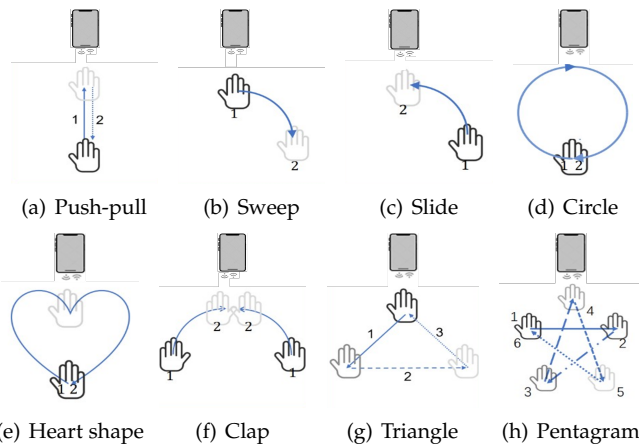 1 2
1
2
2
1
1 2
(a) Push-pull
(b) Sweep
(c) Slide
(d) Circle
1 2
1
2
2
1
1
3
2
1
6
4
2
3
5
(e) Heart shape
(f) Clap
(g) Triangle
(h) Pentagram